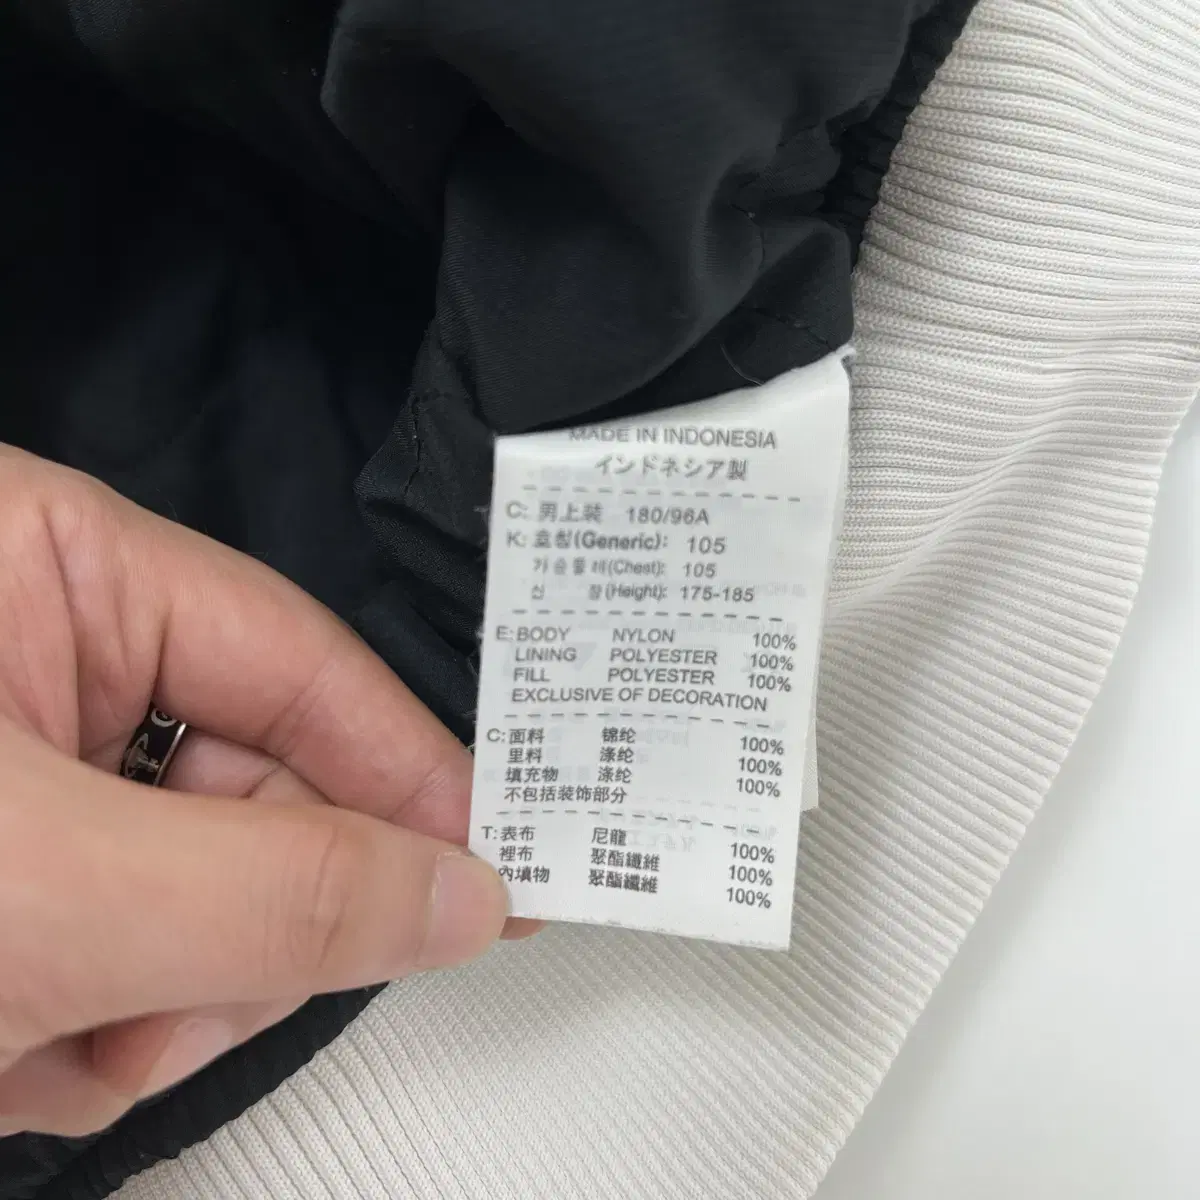 MADE IN INDONESIA
インドネシア製
C: 男上装 180/96A
K: 호칭(Generic): 105
가슴둘레(Chest): 105
신 장(Height): 175-185
E: BODY NYLON 100%
LINING POLYESTER 100%
FILL POLYESTER 100%
EXCLUSIVE OF DECORATION
C: 面料 锦纶 100%
里料 涤纶 100%
填充物 涤纶 100%
不包括装饰部分
T: 表布 尼龍 100%
裡布 聚酯纖維 100%
內填物 聚酯纖維 100%